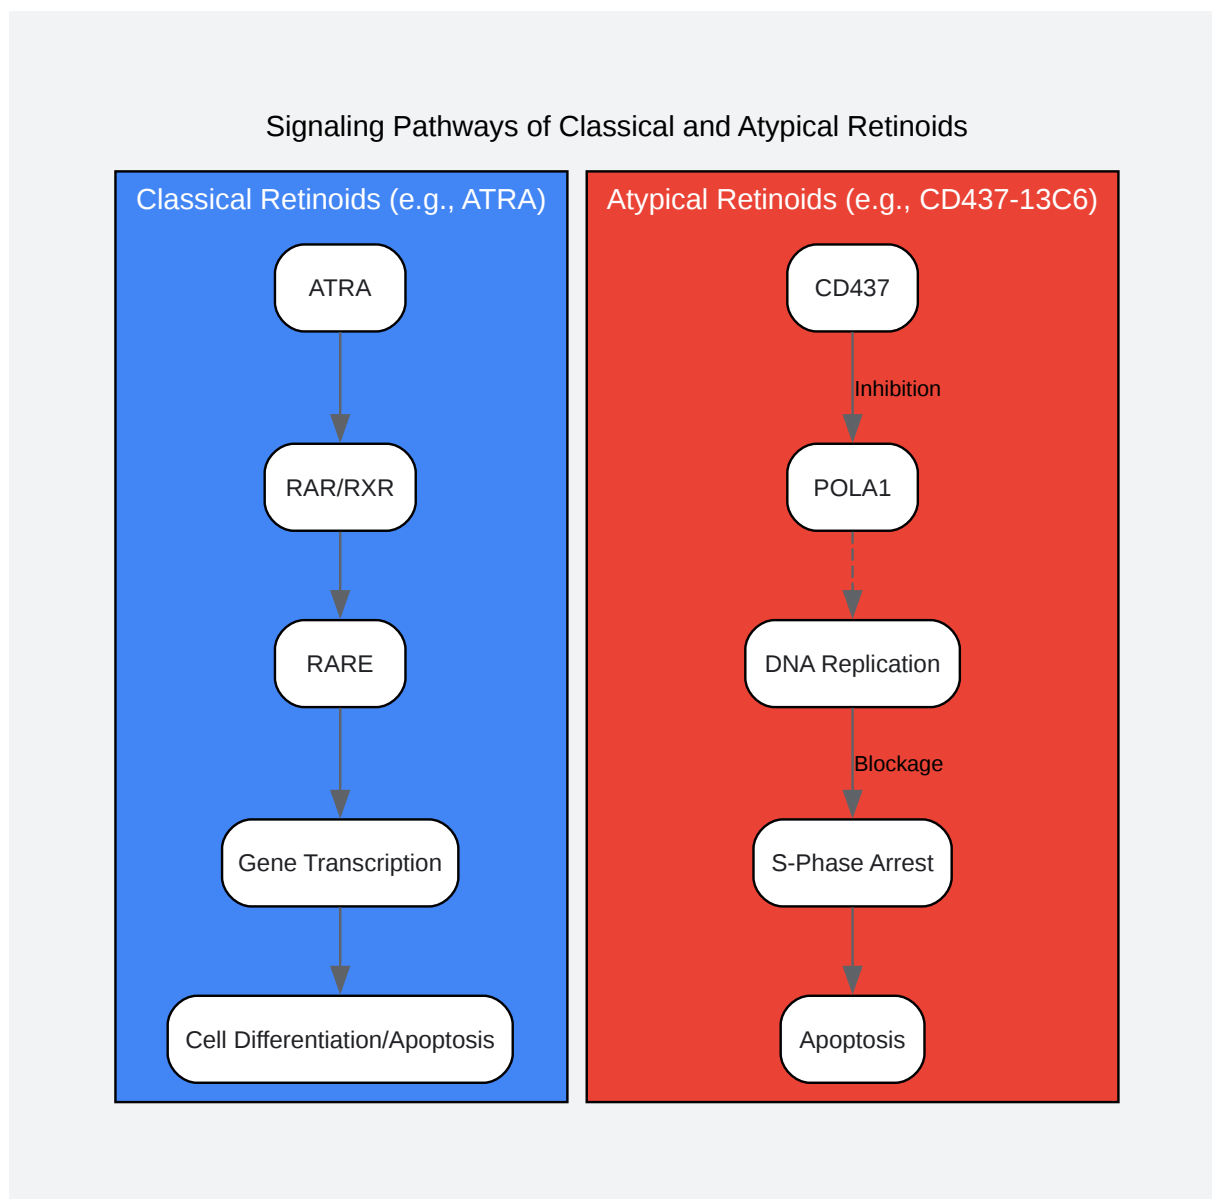 Signaling Pathways of Classical and Atypical Retinoids
Classical Retinoids (e.g., ATRA)
ATRA
RAR/RXR
RARE
Gene Transcription
Cell Differentiation/Apoptosis
Atypical Retinoids (e.g., CD437-13C6)
CD437
Inhibition
POLA1
DNA Replication
Blockage
S-Phase Arrest
Apoptosis